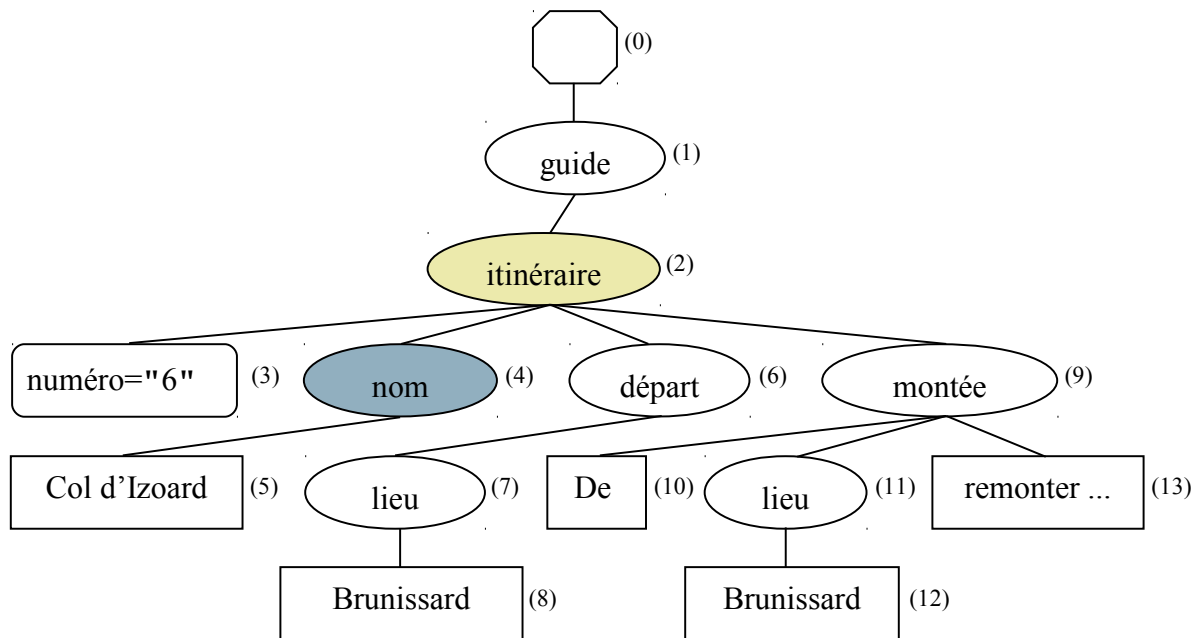 (0)
guide (1)
itinéraire (2)
numéro="6" (3) nom (4) départ (6) montée (9)
Col d’Izoard (5) lieu (7) De (10) lieu (11) remonter ... (13)
Brunissard (8) Brunissard (12)